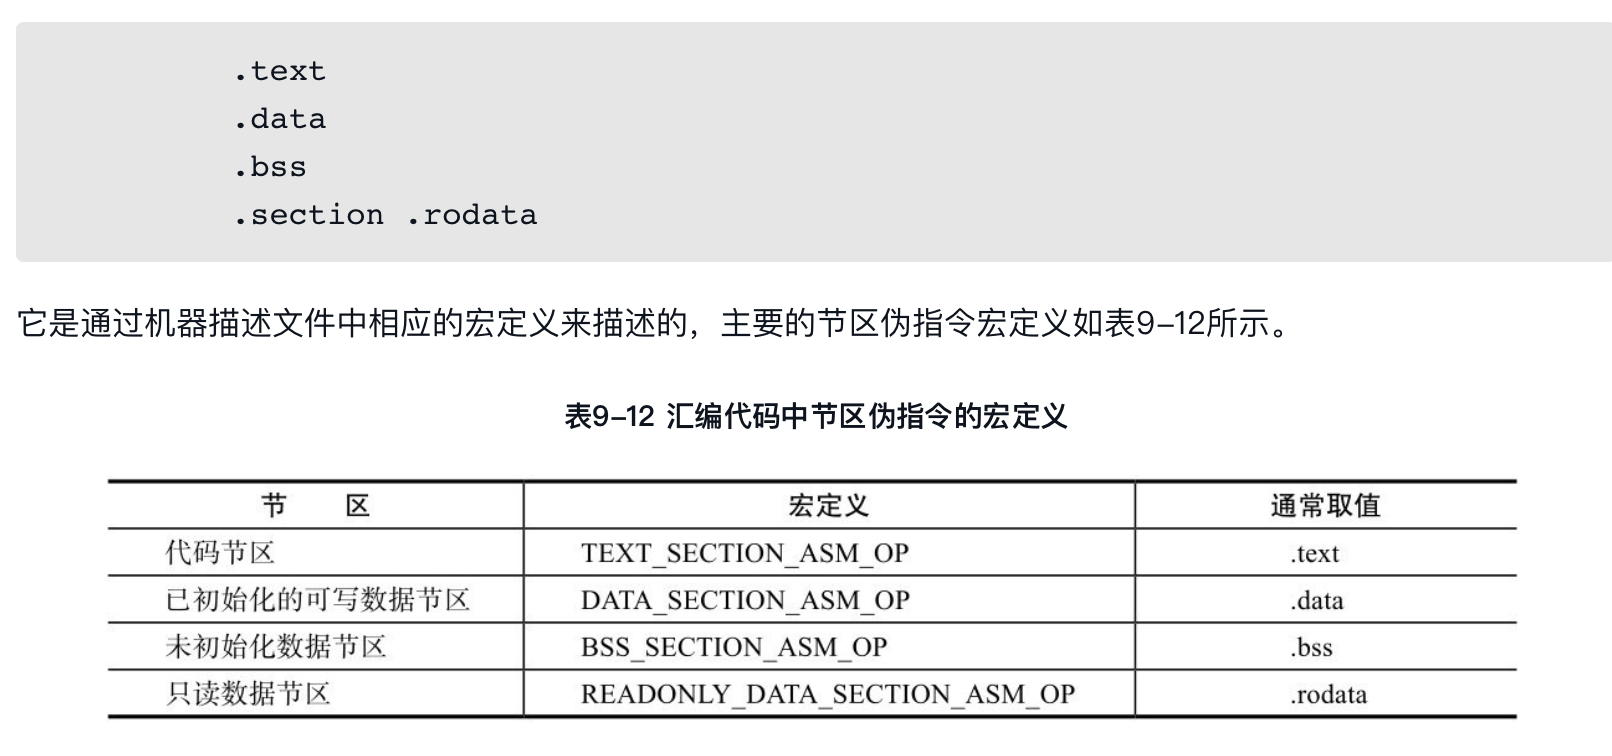 .text
.data
.bss
.section .rodata
它是通过机器描述文件中相应的宏定义来描述的，主要的节区伪指令宏定义如表9–12所示。
表9–12 汇编代码中节区伪指令的宏定义
节 区 宏定义 通常取值
代码节区 TEXT_SECTION_ASM_OP .text
已初始化的可写数据节区 DATA_SECTION_ASM_OP .data
未初始化数据节区 BSS_SECTION_ASM_OP .bss
只读数据节区 READONLY_DATA_SECTION_ASM_OP .rodata